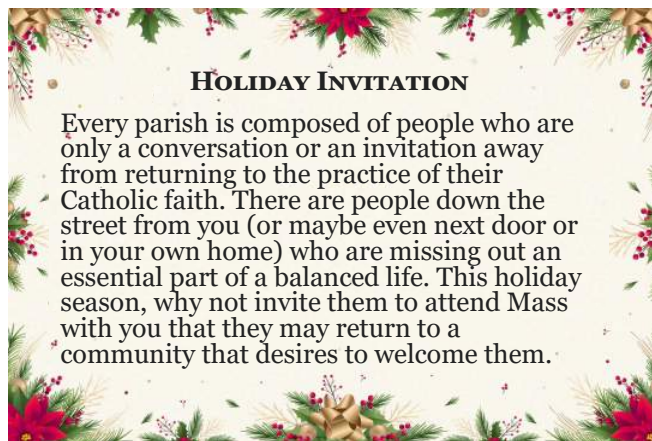 Holiday Invitation
Every parish is composed of people who are
only a conversation or an invitation away
from returning to the practice of their
Catholic faith. There are people down the
street from you (or maybe even next door or
in your own home) who are missing out an
essential part of a balanced life. This holiday
season, why not invite them to attend Mass
with you that they may return to a
community that desires to welcome them.